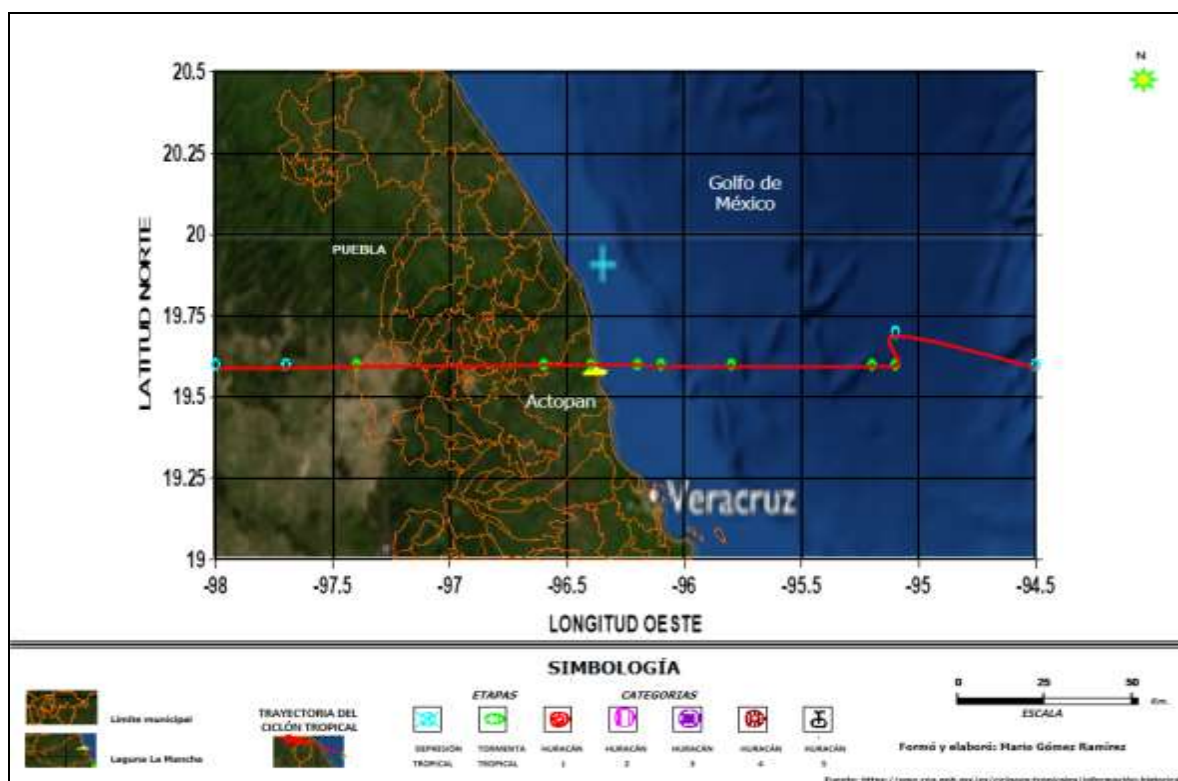 N
20.5
20.25
20
19.75
19.5
19.25
19
LATITUD NORTE
Golfo de
México
PUEBLA
Actopan
Veracruz
-98
-97.5
-97
-96.5
-96
-95.5
-95
-94.5
LONGITUD OESTE
SIMBOLOGÍA
Limite municipal
Laguna La Mancha
TRAYECTORIA DEL
CICLÓN TROPICAL
ETAPAS
CATEGORIAS
DEPRESIÓN
TROPICAL
TORMENTA
TROPICAL
HURACÁN
1
HURACÁN
2
HURACÁN
3
HURACÁN
4
HURACÁN
5
0
25
50
Km.
ESCALA
Formó y elaboró: Mario Gómez Ramírez